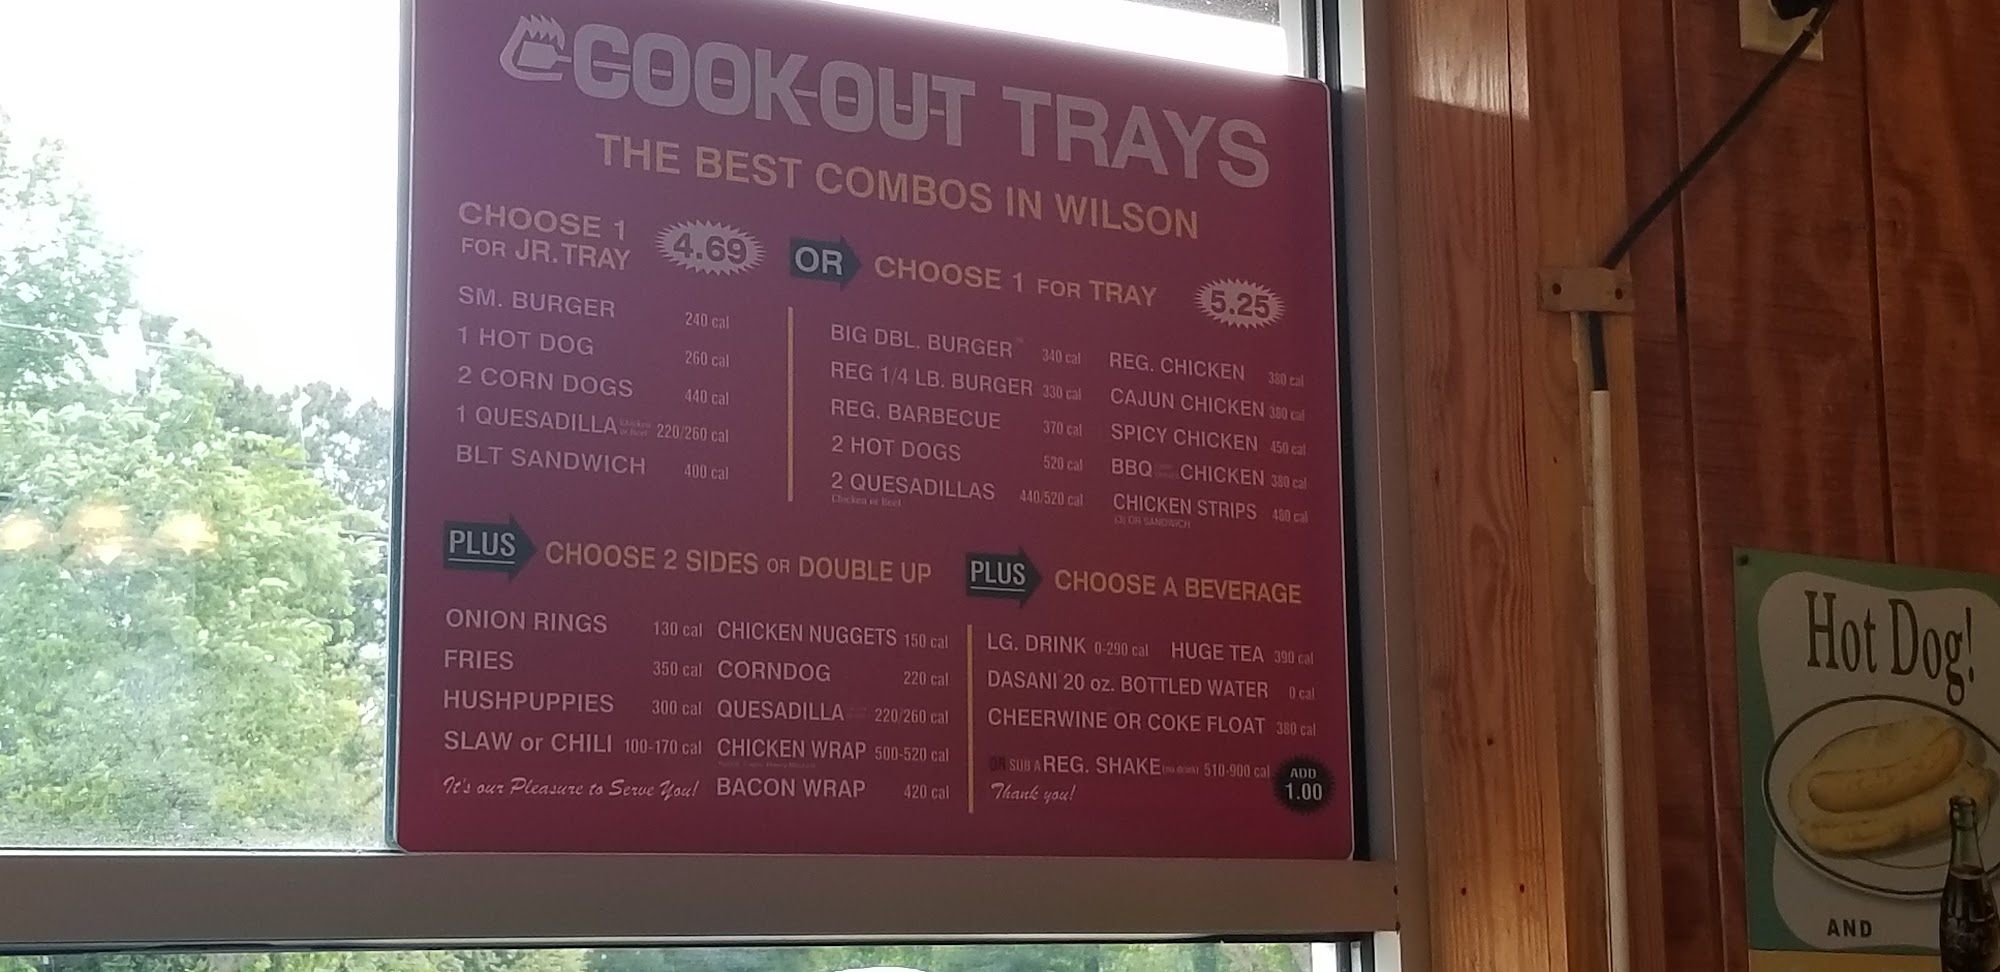 COOK-OUT TRAYS
THE BEST COMBOS IN WILSON
CHOOSE 1
FOR JR. TRAY 4.69
SM. BURGER 240 cal
1 HOT DOG 260 cal
2 CORN DOGS 440 cal
1 QUESADILLA Chicken or Beef 220/260 cal
BLT SANDWICH 400 cal
OR
CHOOSE 1 FOR TRAY 5.25
BIG DBL. BURGER™ 340 cal
REG 1/4 LB. BURGER 330 cal
REG. BARBECUE 370 cal
2 HOT DOGS 520 cal
2 QUESADILLAS 440/520 cal
Chicken or Beef
REG. CHICKEN 380 cal
CAJUN CHICKEN 380 cal
SPICY CHICKEN 450 cal
BBQ CHICKEN 380 cal
CHICKEN STRIPS 480 cal
(3) OR SANDWICH
PLUS CHOOSE 2 SIDES OR DOUBLE UP
ONION RINGS 130 cal
FRIES 350 cal
HUSHPUPPIES 300 cal
SLAW or CHILI 100-170 cal
It's our Pleasure to Serve You!
CHICKEN NUGGETS 150 cal
CORNDOG 220 cal
QUESADILLA 220/260 cal
CHICKEN WRAP 500-520 cal
BACON WRAP 420 cal
PLUS CHOOSE A BEVERAGE
LG. DRINK 0-290 cal HUGE TEA 390 cal
DASANI 20 oz. BOTTLED WATER 0 cal
CHEERWINE OR COKE FLOAT 380 cal
OR SUB A REG. SHAKE (no drink) 510-900 cal ADD 1.00
Thank you!
Hot Dog!
AND